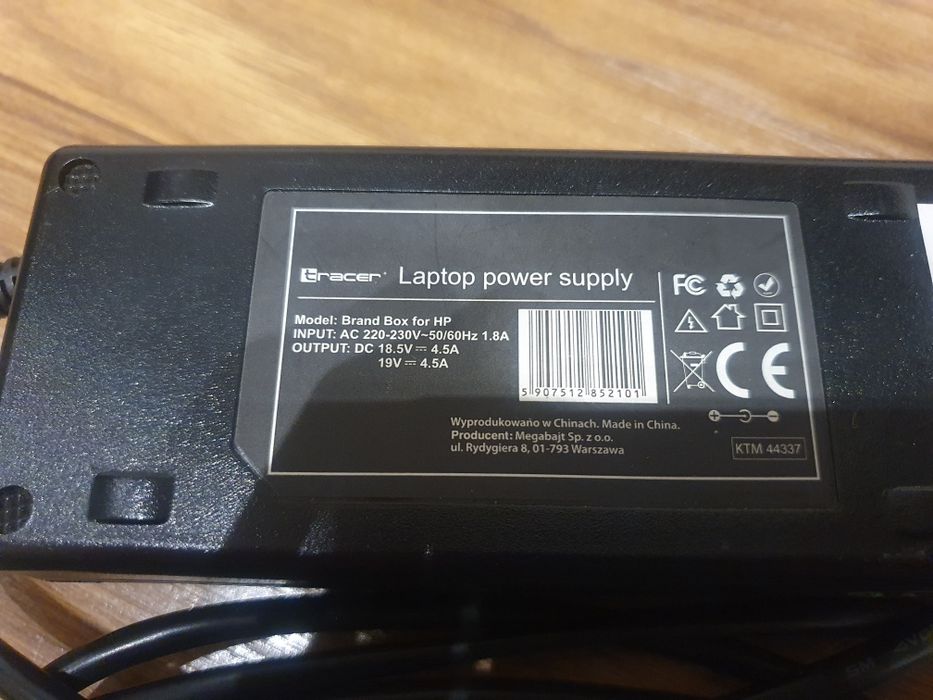 tracer Laptop power supply
Model: Brand Box for HP
INPUT: AC 220-230V~50/60Hz 1.8A
OUTPUT: DC 18.5V⎓ 4.5A
19V⎓ 4.5A
5 907512 852101
FC
CE
Wyprodukowano w Chinach. Made in China.
Producent: Megabajt Sp. z o.o.
ul. Rydygiera 8, 01-793 Warszawa
KTM 44337